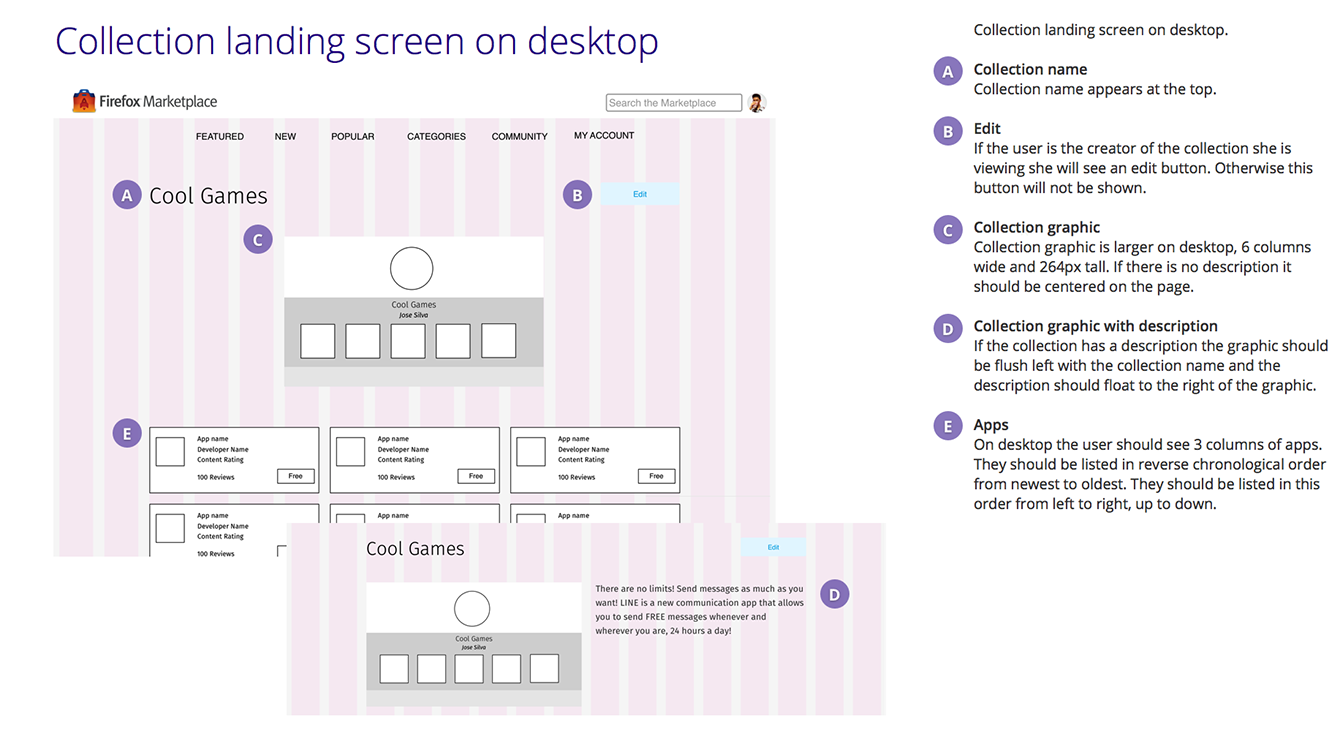 Collection landing screen on desktop
Firefox Marketplace
Search the Marketplace
FEATURED NEW POPULAR CATEGORIES COMMUNITY MY ACCOUNT
A Cool Games B Edit
C
Cool Games
Jose Silva
E
App name
Developer Name
Content Rating
100 Reviews Free
App name
Developer Name
Content Rating
100 Reviews Free
App name
Developer Name
Content Rating
100 Reviews Free
App name
Developer Name
Content Rating
100 Reviews
App name
App name
Cool Games Edit
Cool Games
Jose Silva
There are no limits! Send messages as much as you
want! LINE is a new communication app that allows
you to send FREE messages whenever and
wherever you are, 24 hours a day!
D
Collection landing screen on desktop.
A Collection name
Collection name appears at the top.
B Edit
If the user is the creator of the collection she is
viewing she will see an edit button. Otherwise this
button will not be shown.
C Collection graphic
Collection graphic is larger on desktop, 6 columns
wide and 264px tall. If there is no description it
should be centered on the page.
D Collection graphic with description
If the collection has a description the graphic should
be flush left with the collection name and the
description should float to the right of the graphic.
E Apps
On desktop the user should see 3 columns of apps.
They should be listed in reverse chronological order
from newest to oldest. They should be listed in this
order from left to right, up to down.